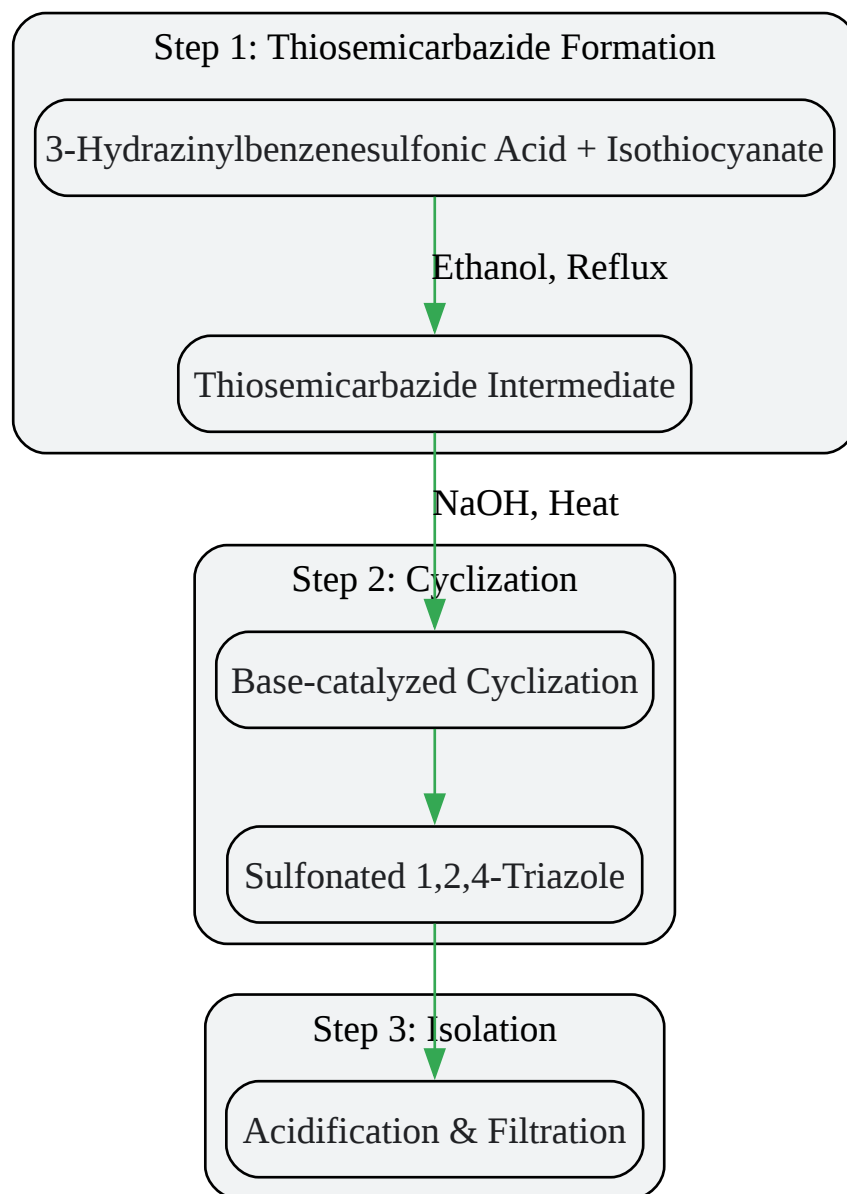 Step 1: Thiosemicarbazide Formation
3-Hydrazinylbenzenesulfonic Acid + Isothiocyanate
Ethanol, Reflux
Thiosemicarbazide Intermediate
NaOH, Heat
Step 2: Cyclization
Base-catalyzed Cyclization
Sulfonated 1,2,4-Triazole
Step 3: Isolation
Acidification & Filtration